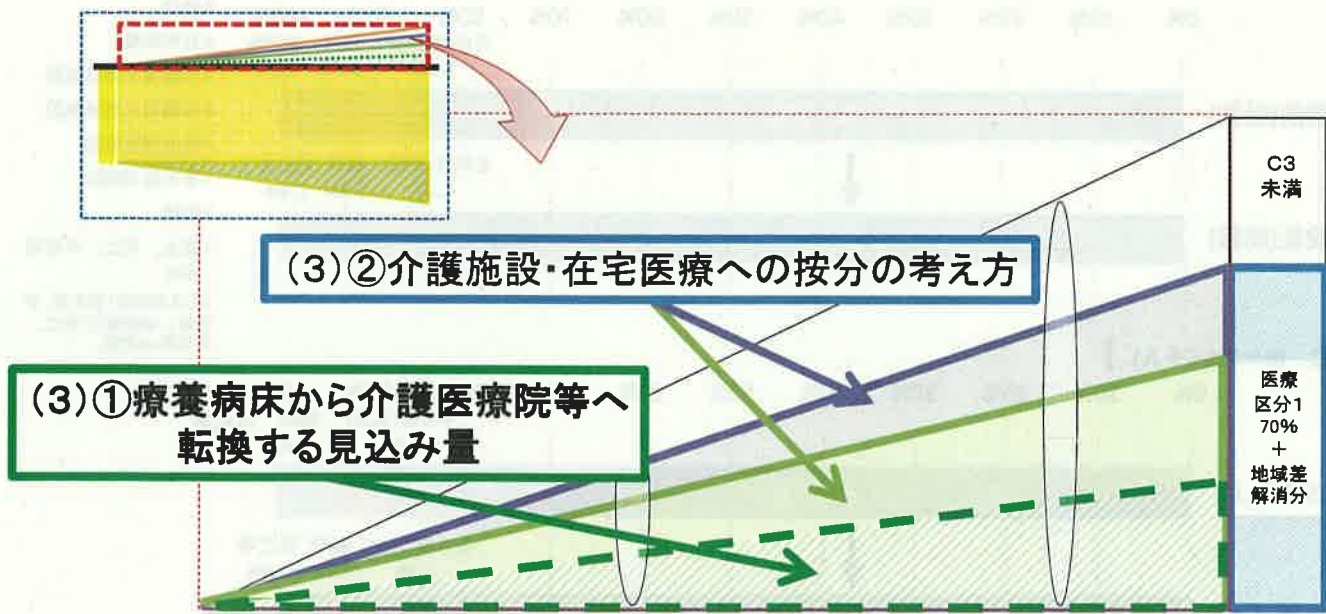 C3
未満
(3)②介護施設・在宅医療への按分の考え方
(3)①療養病床から介護医療院等へ
転換する見込み量
医療
区分1
70%
+
地域差
解消分